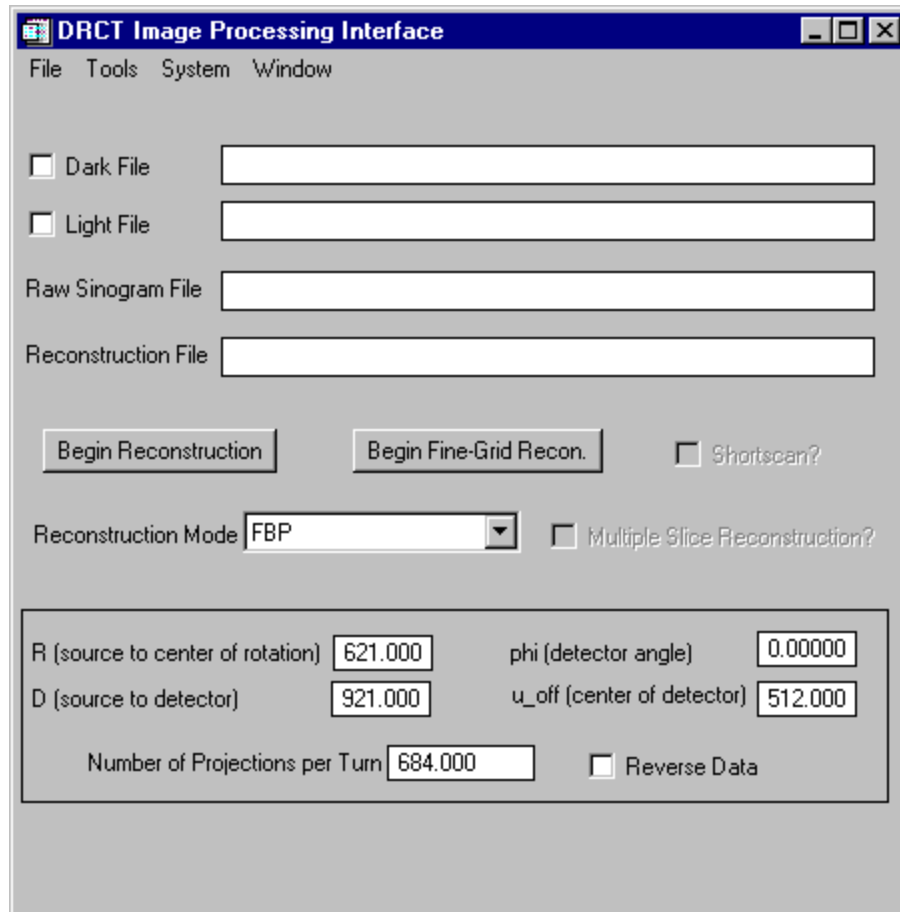 DRCT Image Processing Interface
File Tools System Window
Dark File
Light File
Raw Sinogram File
Reconstruction File
Begin Reconstruction Begin Fine-Grid Recon. Shortscan?
Reconstruction Mode FBP Multiple Slice Reconstruction?
R (source to center of rotation) 621.000 phi (detector angle) 0.00000
D (source to detector) 921.000 u_off (center of detector) 512.000
Number of Projections per Turn 684.000 Reverse Data